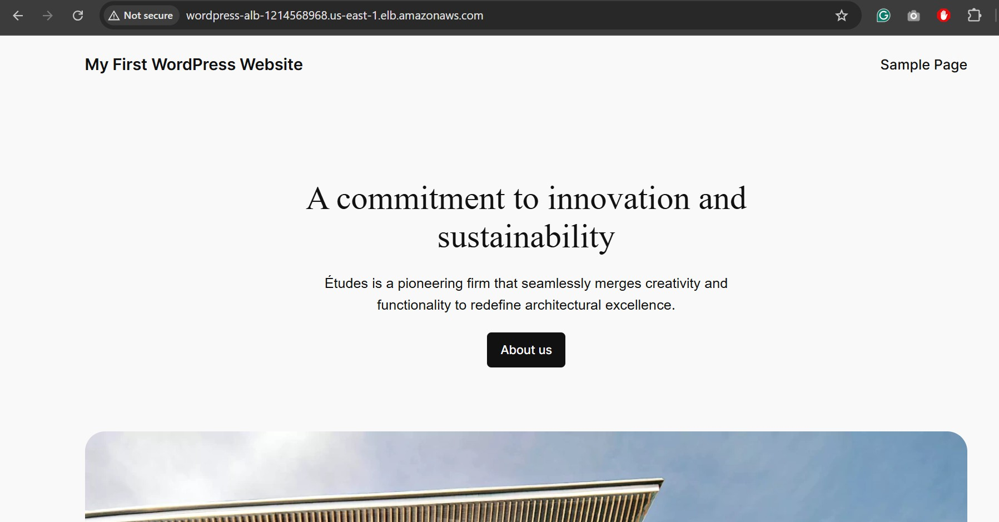 Not secure
wordpress-alb-1214568968.us-east-1.elb.amazonaws.com
My First WordPress Website
Sample Page
A commitment to innovation and
sustainability
Études is a pioneering firm that seamlessly merges creativity and
functionality to redefine architectural excellence.
About us